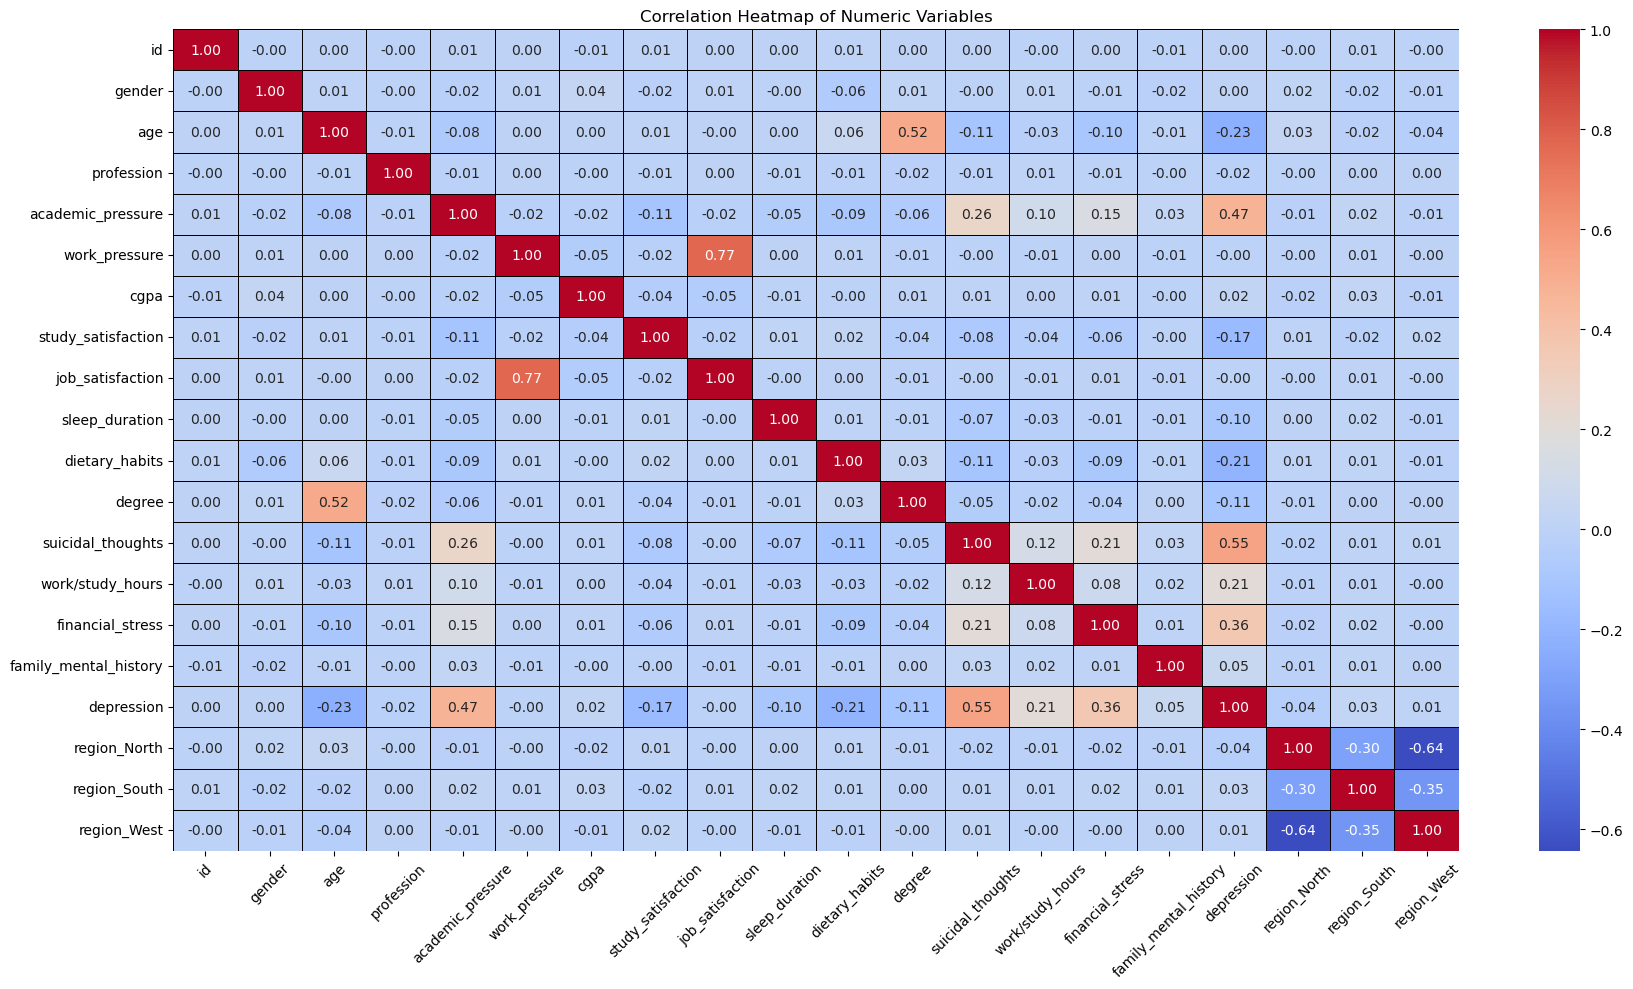 Correlation Heatmap of Numeric Variables
id 1.00 -0.00 0.00 -0.00 0.01 0.00 -0.01 0.01 0.00 0.00 0.01 0.00 0.00 -0.00 0.00 -0.01 0.00 -0.00 0.01 -0.00
gender -0.00 1.00 0.01 -0.00 -0.02 0.01 0.04 -0.02 0.01 -0.00 -0.06 0.01 -0.00 0.01 -0.01 -0.02 0.00 0.02 -0.02 -0.01
age 0.00 0.01 1.00 -0.01 -0.08 0.00 0.00 0.01 -0.00 0.00 0.06 0.52 -0.11 -0.03 -0.10 -0.01 -0.23 0.03 -0.02 -0.04
profession -0.00 -0.00 -0.01 1.00 -0.01 0.00 -0.00 -0.01 0.00 -0.01 -0.01 -0.02 -0.01 0.01 -0.01 -0.00 -0.02 -0.00 0.00 0.00
academic_pressure 0.01 -0.02 -0.08 -0.01 1.00 -0.02 -0.02 -0.11 -0.02 -0.05 -0.09 -0.06 0.26 0.10 0.15 0.03 0.47 -0.01 0.02 -0.01
work_pressure 0.00 0.01 0.00 0.00 -0.02 1.00 -0.05 -0.02 0.77 0.00 0.01 -0.01 -0.00 -0.01 0.00 -0.01 -0.00 -0.00 0.01 -0.00
cgpa -0.01 0.04 0.00 -0.00 -0.02 -0.05 1.00 -0.04 -0.05 -0.01 -0.00 0.01 0.01 0.00 0.01 -0.00 0.02 -0.02 0.03 -0.01
study_satisfaction 0.01 -0.02 0.01 -0.01 -0.11 -0.02 -0.04 1.00 -0.02 0.01 0.02 -0.04 -0.08 -0.04 -0.06 -0.00 -0.17 0.01 -0.02 0.02
job_satisfaction 0.00 0.01 -0.00 0.00 -0.02 0.77 -0.05 -0.02 1.00 -0.00 0.00 -0.01 -0.00 -0.01 0.01 -0.01 -0.00 -0.00 0.01 -0.00
sleep_duration 0.00 -0.00 0.00 -0.01 -0.05 0.00 -0.01 0.01 -0.00 1.00 0.01 -0.01 -0.07 -0.03 -0.01 -0.01 -0.10 0.00 0.02 -0.01
dietary_habits 0.01 -0.06 0.06 -0.01 -0.09 0.01 -0.00 0.02 0.00 0.01 1.00 0.03 -0.11 -0.03 -0.09 -0.01 -0.21 0.01 0.01 -0.01
degree 0.00 0.01 0.52 -0.02 -0.06 -0.01 0.01 -0.04 -0.01 -0.01 0.03 1.00 -0.05 -0.02 -0.04 0.00 -0.11 -0.01 0.00 -0.00
suicidal_thoughts 0.00 -0.00 -0.11 -0.01 0.26 -0.00 0.01 -0.08 -0.00 -0.07 -0.11 -0.05 1.00 0.12 0.21 0.03 0.55 -0.02 0.01 0.01
work/study_hours -0.00 0.01 -0.03 0.01 0.10 -0.01 0.00 -0.04 -0.01 -0.03 -0.03 -0.02 0.12 1.00 0.08 0.02 0.21 -0.01 0.01 -0.00
financial_stress 0.00 -0.01 -0.10 -0.01 0.15 0.00 0.01 -0.06 0.01 -0.01 -0.09 -0.04 0.21 0.08 1.00 0.01 0.36 -0.02 0.02 -0.00
family_mental_history -0.01 -0.02 -0.01 -0.00 0.03 -0.01 -0.00 -0.00 -0.01 -0.01 -0.01 0.00 0.03 0.02 0.01 1.00 0.05 -0.01 0.01 0.00
depression 0.00 0.00 -0.23 -0.02 0.47 -0.00 0.02 -0.17 -0.00 -0.10 -0.21 -0.11 0.55 0.21 0.36 0.05 1.00 -0.04 0.03 0.01
region_North -0.00 0.02 0.03 -0.00 -0.01 -0.00 -0.02 0.01 -0.00 0.00 0.01 -0.01 -0.02 -0.01 -0.02 -0.01 -0.04 1.00 -0.30 -0.64
region_South 0.01 -0.02 -0.02 0.00 0.02 0.01 0.03 -0.02 0.01 0.02 0.01 0.00 0.01 0.01 0.02 0.01 0.03 -0.30 1.00 -0.35
region_West -0.00 -0.01 -0.04 0.00 -0.01 -0.00 -0.01 0.02 -0.00 -0.01 -0.01 -0.00 0.01 -0.00 -0.00 0.00 0.01 -0.64 -0.35 1.00
id gender age profession academic_pressure work_pressure cgpa study_satisfaction job_satisfaction sleep_duration dietary_habits degree suicidal_thoughts work/study_hours financial_stress family_mental_history depression region_North region_South region_West
1.0
0.8
0.6
0.4
0.2
0.0
−0.2
−0.4
−0.6